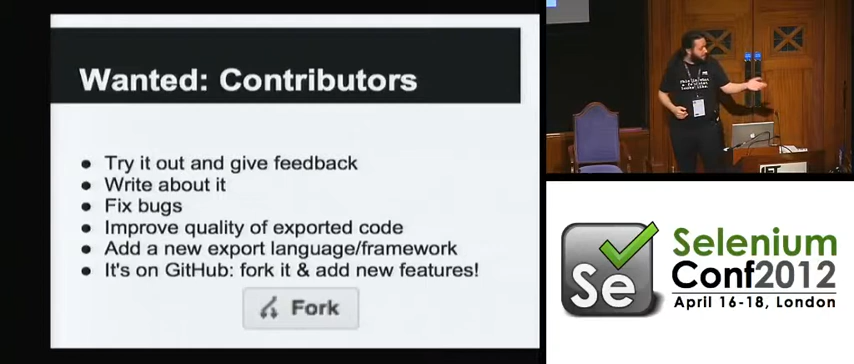 Wanted: Contributors
● Try it out and give feedback
● Write about it
● Fix bugs
● Improve quality of exported code
● Add a new export language/framework
● It's on GitHub: fork it & add new features!
Fork
Se
Selenium
Conf2012
April 16-18, London